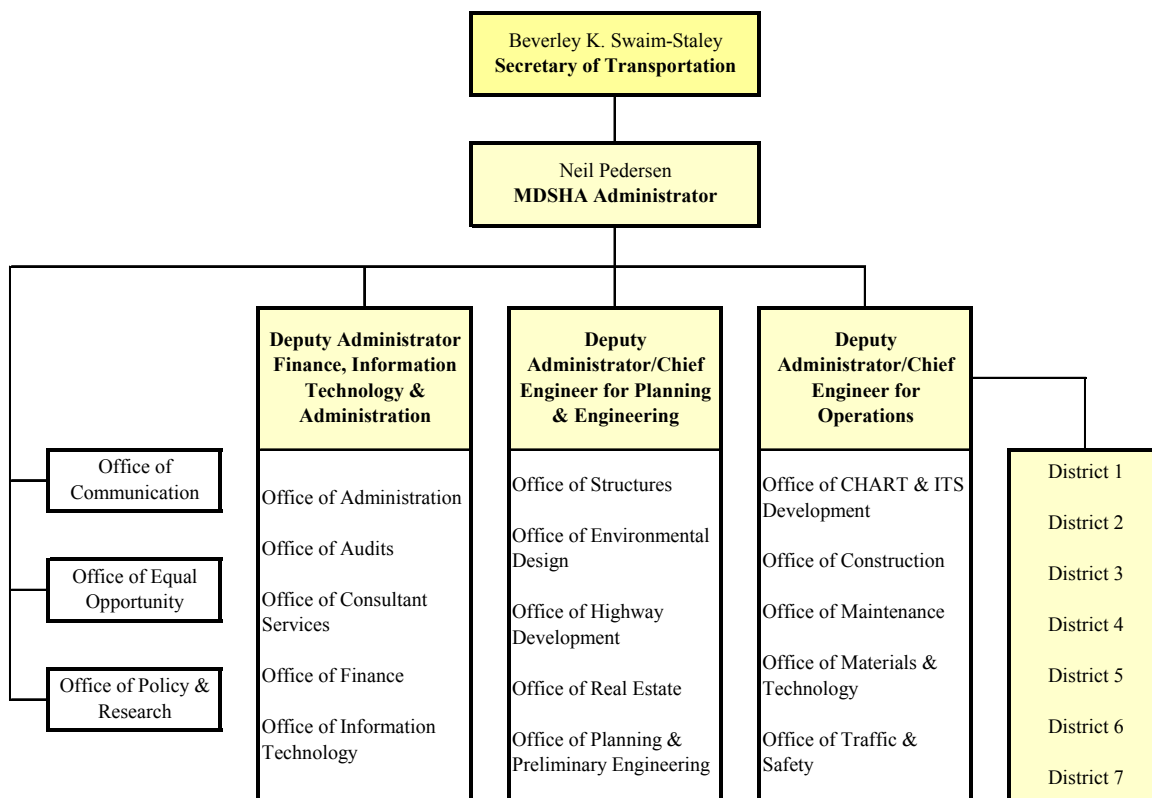 Beverley K. Swaim-Staley
Secretary of Transportation
Neil Pedersen
MDSHA Administrator
Deputy Administrator
Finance, Information
Technology &
Administration
Deputy
Administrator/Chief
Engineer for Planning
& Engineering
Deputy
Administrator/Chief
Engineer for
Operations
Office of
Communication
Office of Equal
Opportunity
Office of Policy &
Research
Office of Administration
Office of Audits
Office of Consultant
Services
Office of Finance
Office of Information
Technology
Office of Structures
Office of Environmental
Design
Office of Highway
Development
Office of Real Estate
Office of Planning &
Preliminary Engineering
Office of CHART & ITS
Development
Office of Construction
Office of Maintenance
Office of Materials &
Technology
Office of Traffic &
Safety
District 1
District 2
District 3
District 4
District 5
District 6
District 7